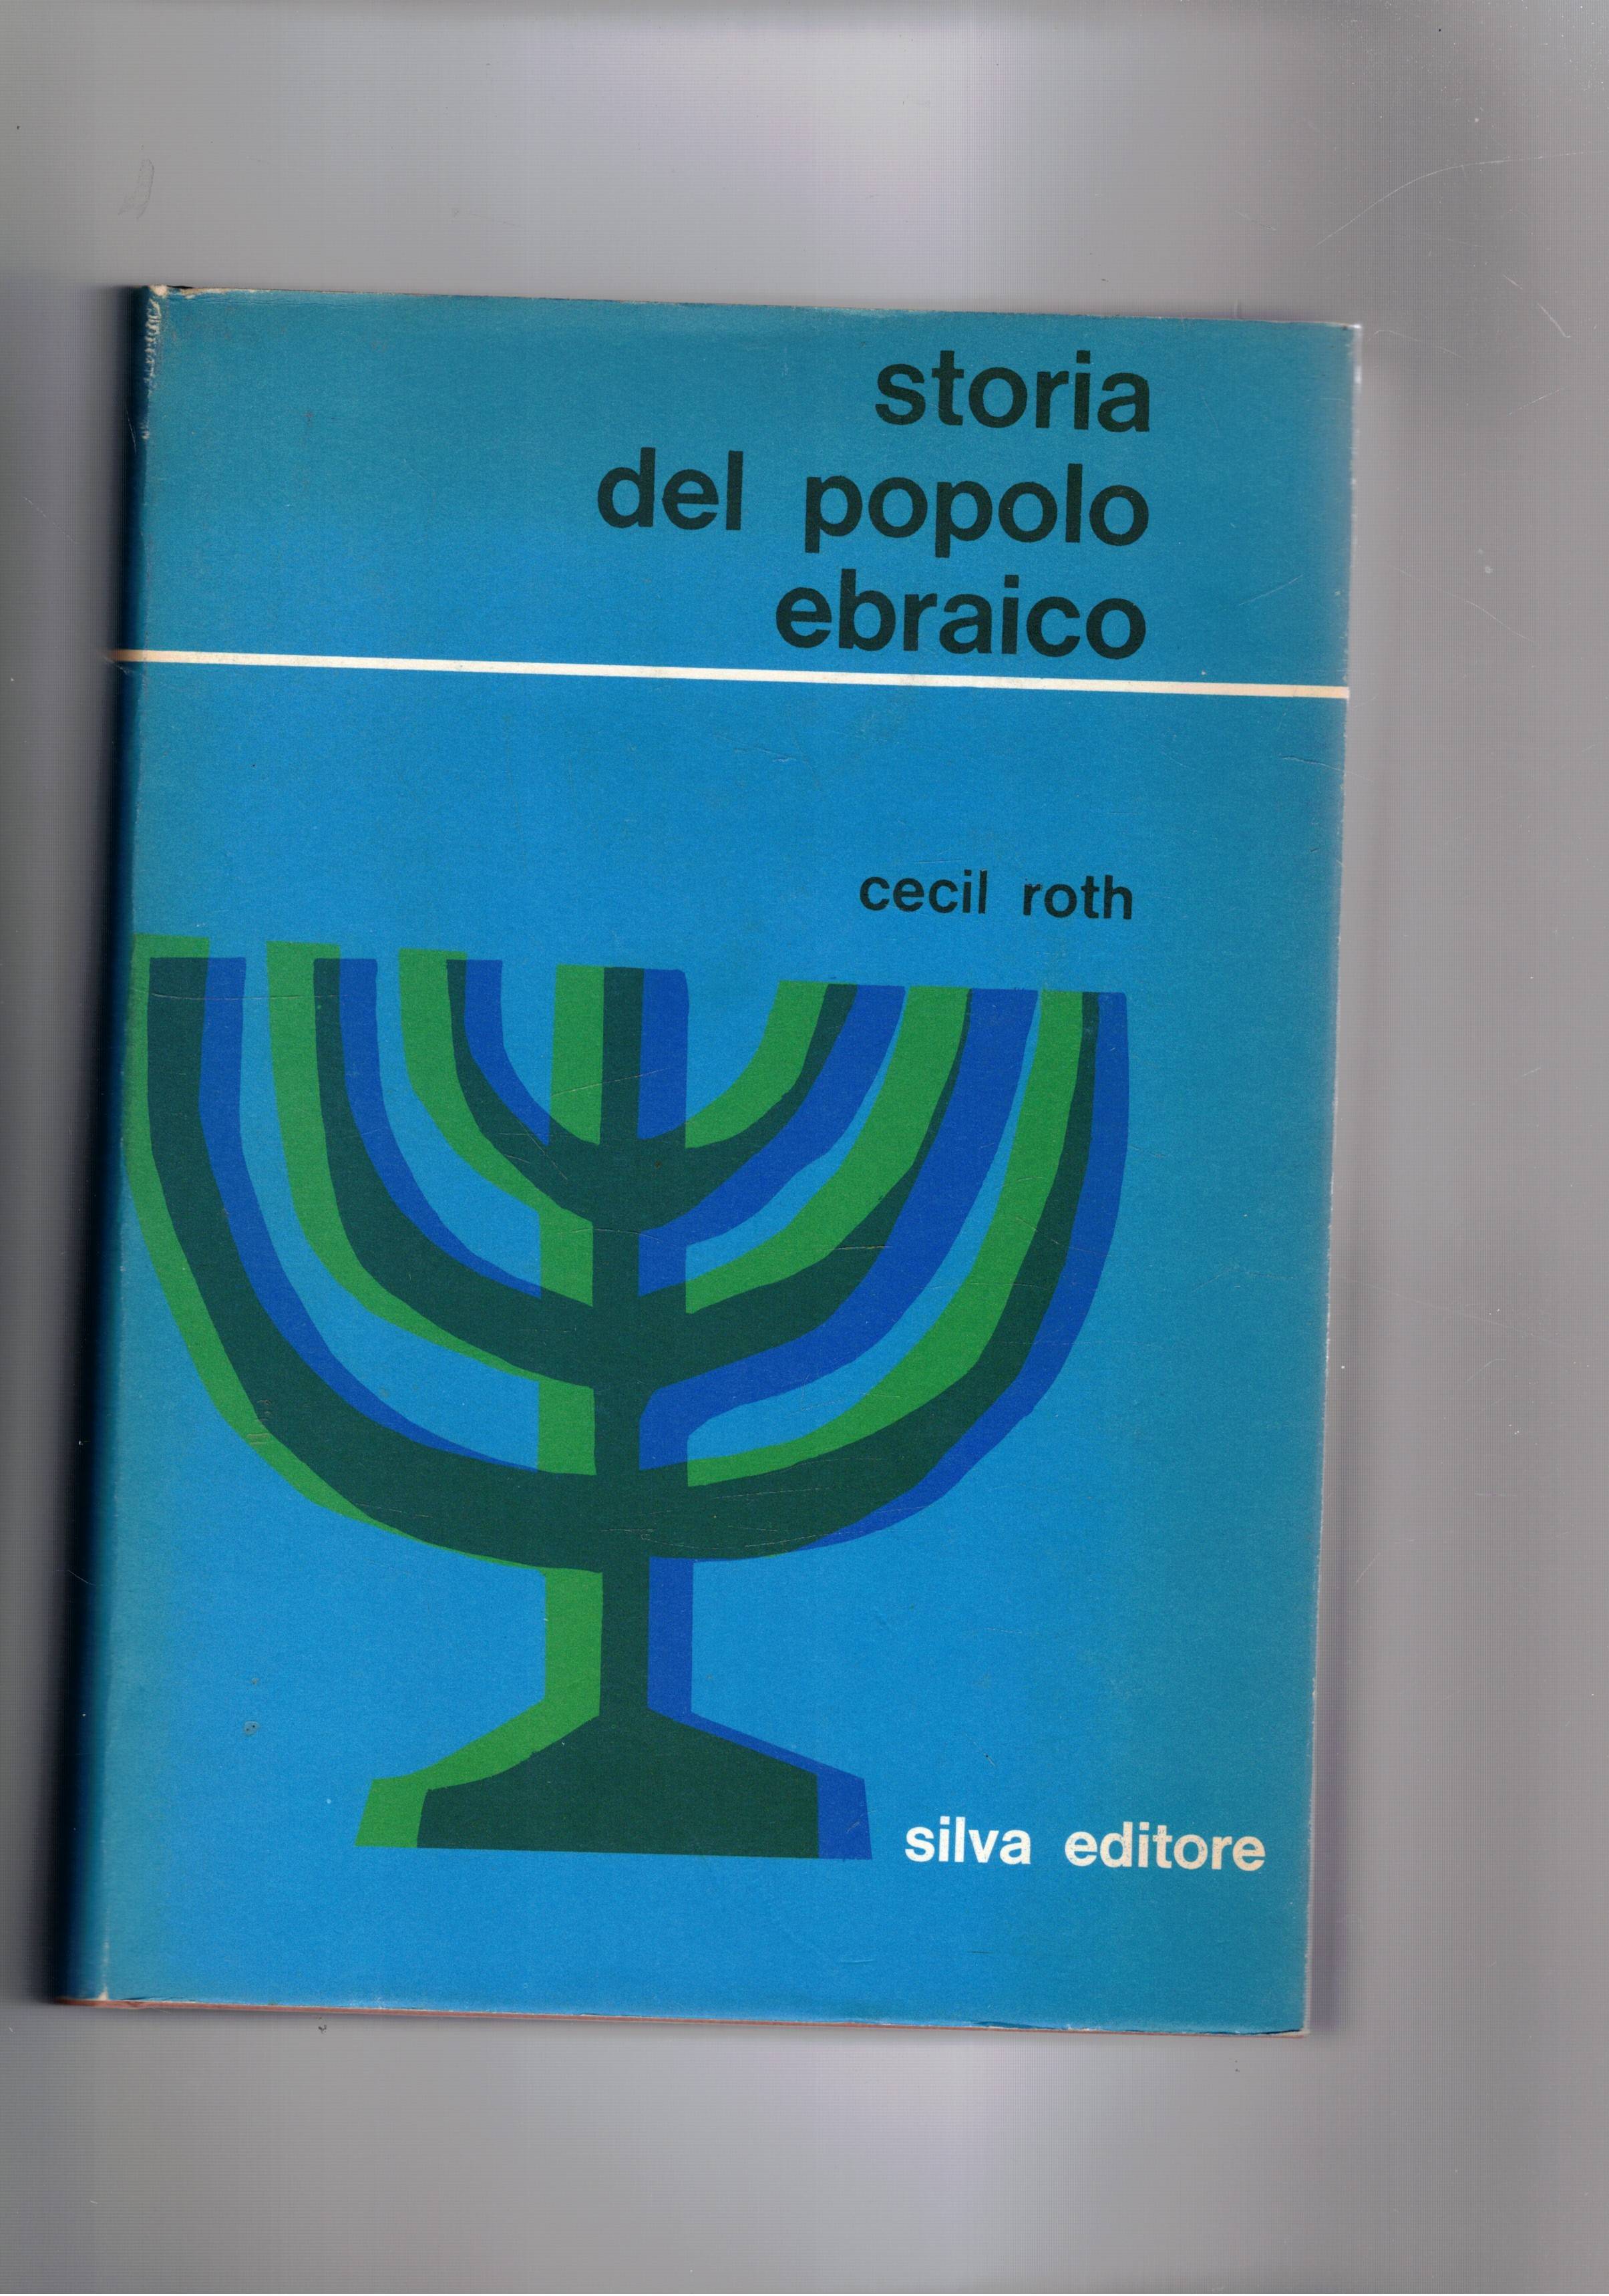 storia
del popolo
ebraico
cecil roth
silva editore